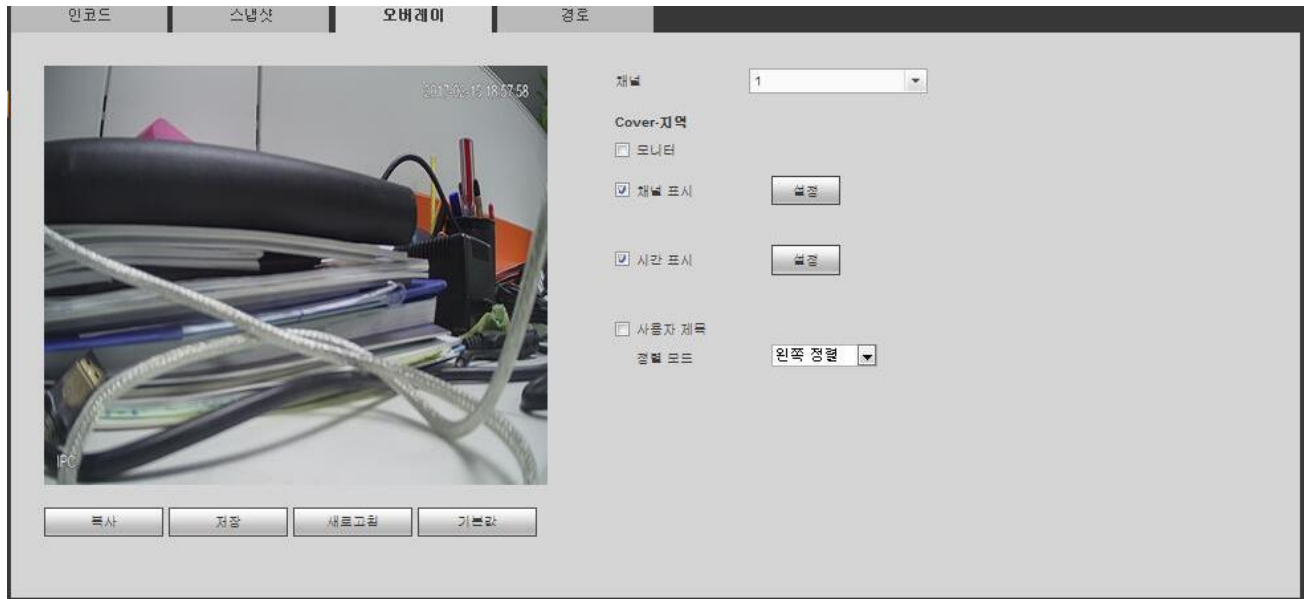 인코드 스냅샷 오버레이 경로
2017-02-15 18:57:58
IPC
채널 1
Cover-지역
모니터
채널 표시 설정
시간 표시 설정
사용자 제목
정렬 모드 왼쪽 정렬
복사 저장 새로고침 기본값